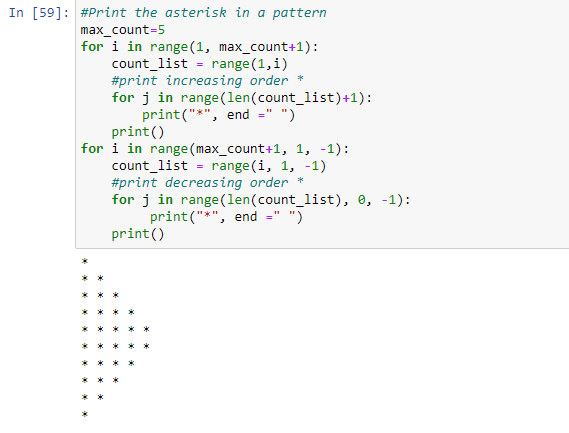 In [59]: #Print the asterisk in a pattern
max_count=5
for i in range(1, max_count+1):
    count_list = range(1,i)
    #print increasing order *
    for j in range(len(count_list)+1):
        print("*", end =" ")
    print()
for i in range(max_count+1, 1, -1):
    count_list = range(i, 1, -1)
    #print decreasing order *
    for j in range(len(count_list), 0, -1):
         print("*", end =" ")
    print()
*
* *
* * *
* * * *
* * * * *
* * * * *
* * * *
* * *
* *
*